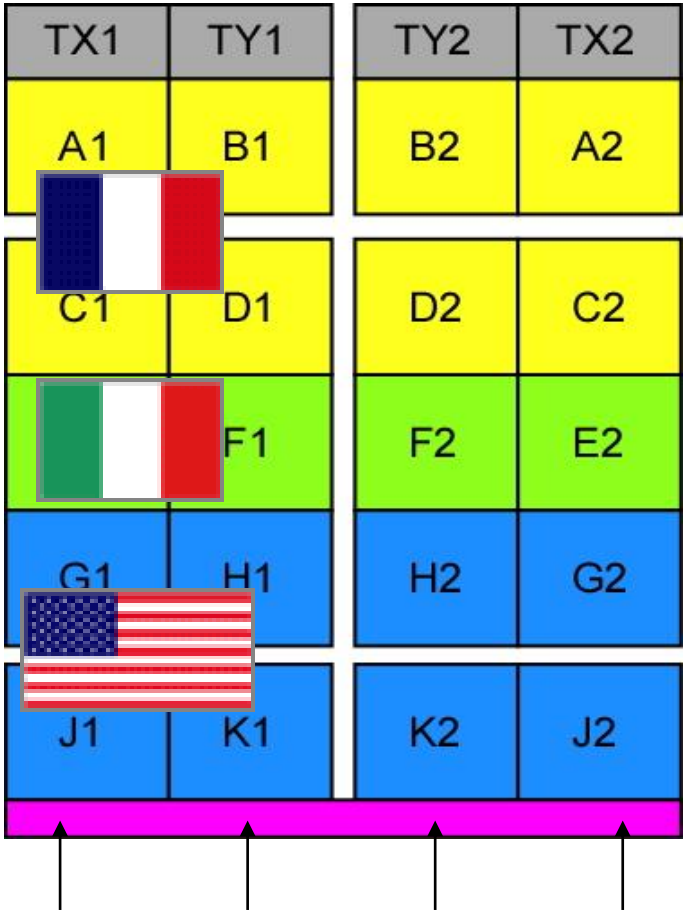 TX1 TY1 TY2 TX2
A1 B1 B2 A2
C1 D1 D2 C2
F1 F2 E2
G1 H1 H2 G2
J1 K1 K2 J2